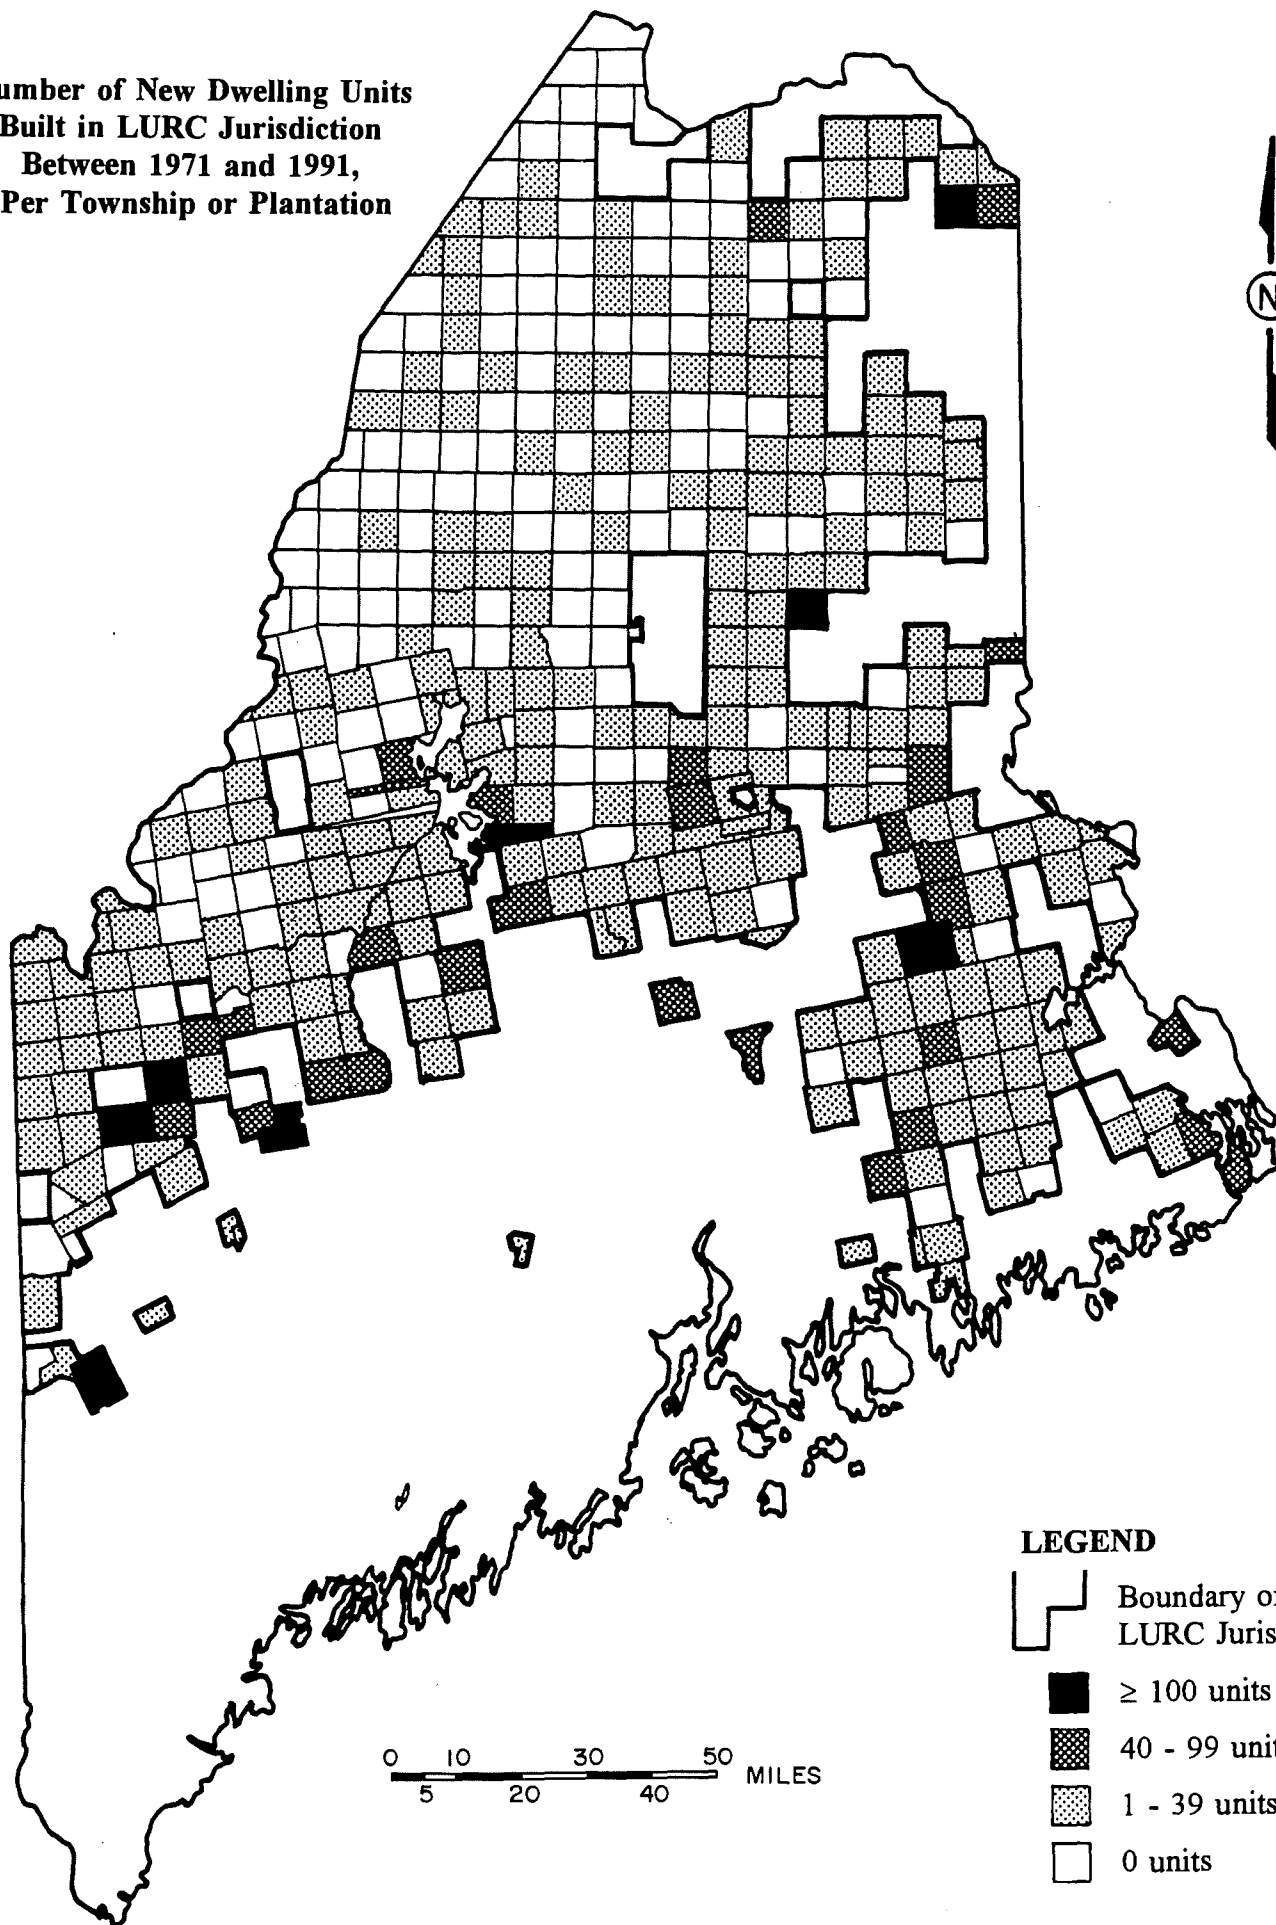 umber of New Dwelling Units
Built in LURC Jurisdiction
Between 1971 and 1991,
Per Township or Plantation
N
LEGEND
Boundary o
LURC Juris
≥ 100 units
40 - 99 unit
1 - 39 units
0 units
0 10 30 50 MILES
5 20 40